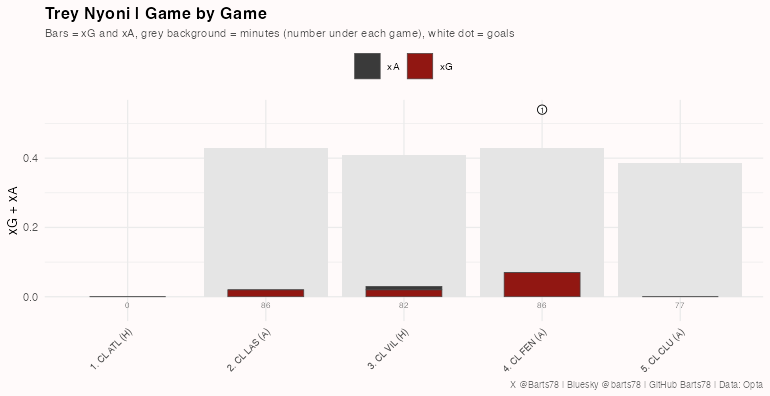 Trey Nyoni | Game by Game
Bars = xG and xA, grey background = minutes (number under each game), white dot = goals
xA xG
xG + xA
0.4
0.2
0.0
1
0 86 82 86 77
1. CL ATL (H)
2. CL LAS (A)
3. CL VIL (H)
4. CL FEN (A)
5. CL CLU (A)
X @Barts78 | Bluesky @barts78 | GitHub Barts78 | Data: Opta